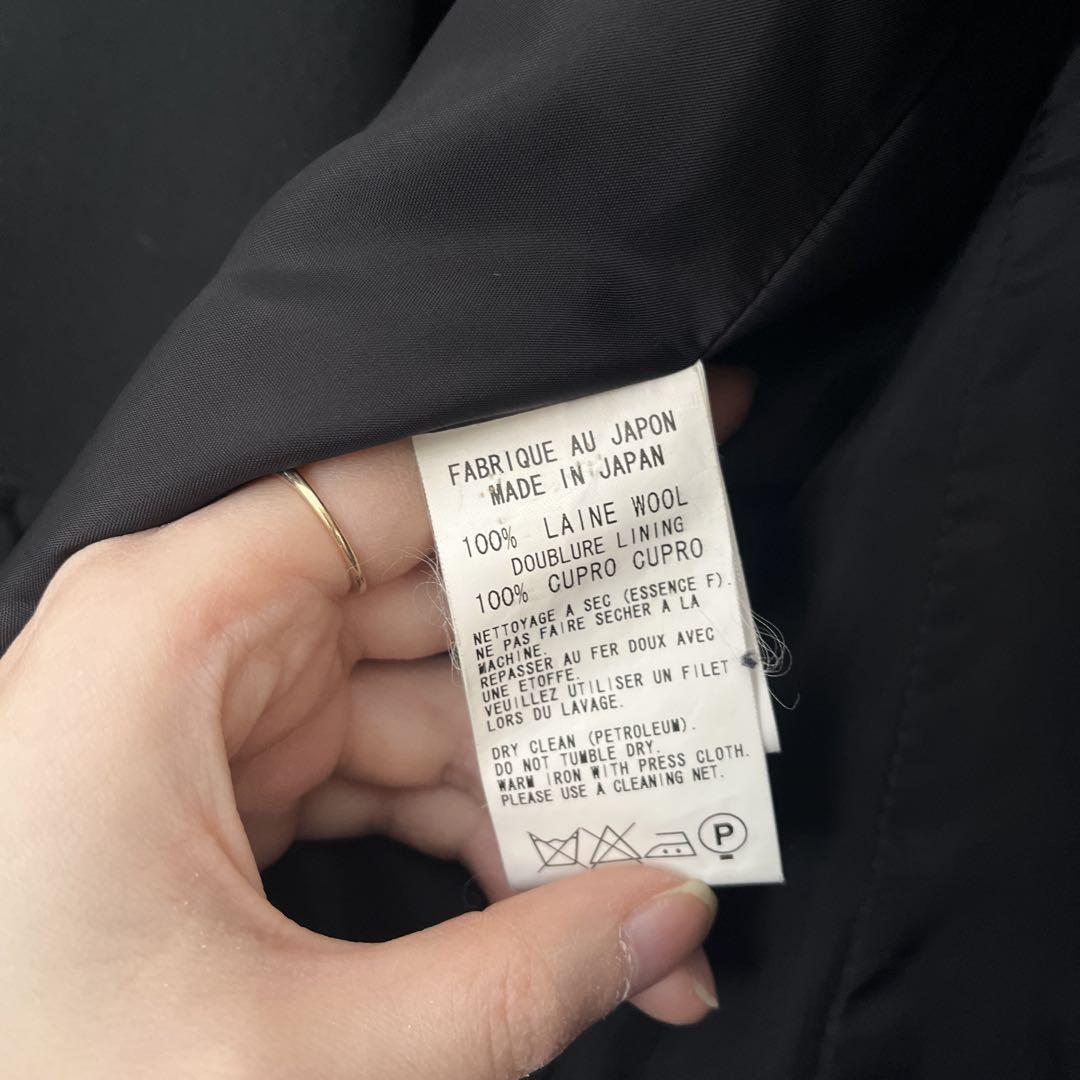 FABRIQUE AU JAPON
MADE IN JAPAN
100% LAINE WOOL
DOUBLURE LINING
100% CUPRO CUPRO
NETTOYAGE A SEC (ESSENCE F).
NE PAS FAIRE SECHER A LA
MACHINE.
REPASSER AU FER DOUX AVEC
UNE ETOFFE.
VEUILLEZ UTILISER UN FILET
LORS DU LAVAGE.
DRY CLEAN (PETROLEUM).
DO NOT TUMBLE DRY.
WARM IRON WITH PRESS CLOTH.
PLEASE USE A CLEANING NET.
P